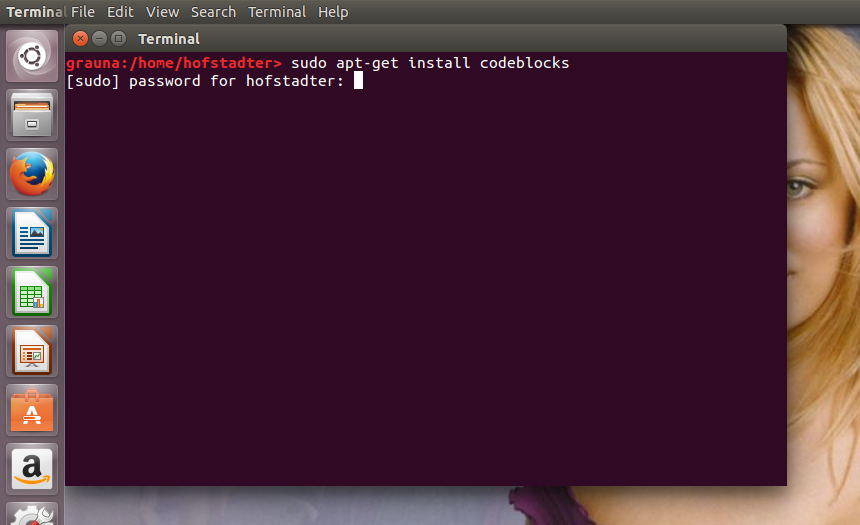 Terminal File Edit View Search Terminal Help
Terminal
grauna:/home/hofstadter> sudo apt-get install codeblocks
[sudo] password for hofstadter:
A
a